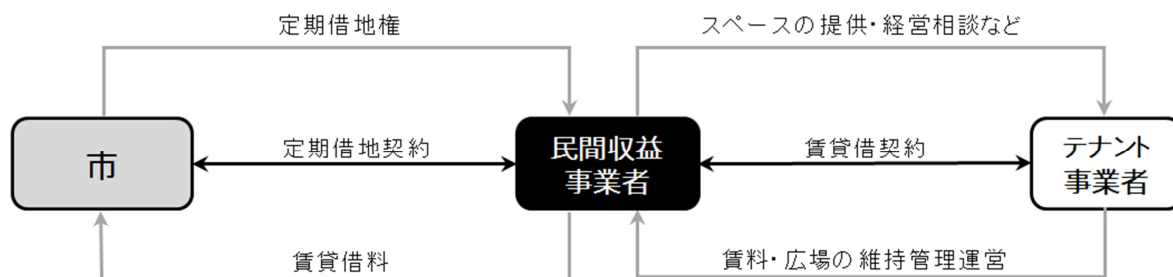 定期借地権
スペースの提供・経営相談など
市
定期借地契約
民間収益
事業者
賃貸借契約
テナント
事業者
賃貸借料
賃料・広場の維持管理運営